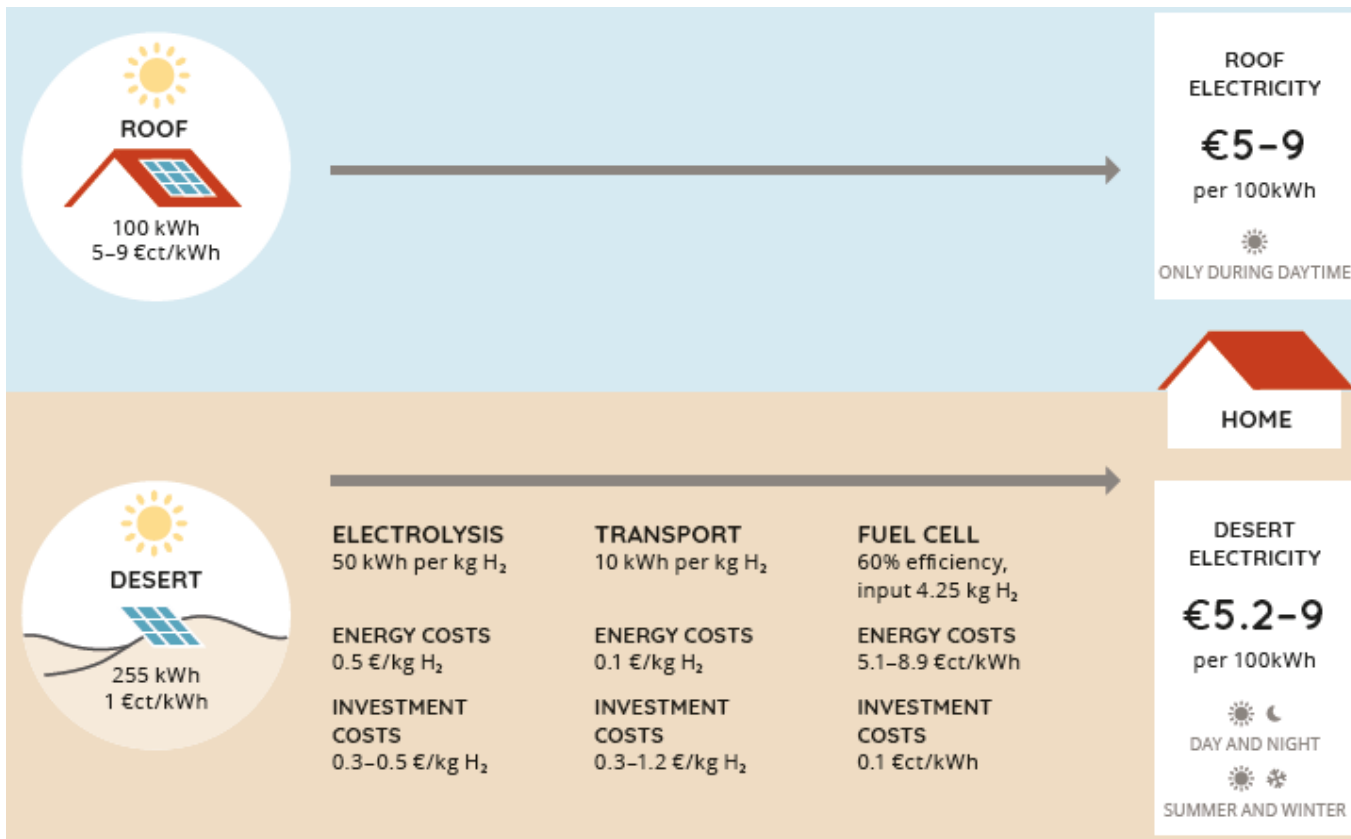 ROOF
100 kWh
5–9 €ct/kWh
ROOF
ELECTRICITY
€5–9
per 100kWh
ONLY DURING DAYTIME
HOME
DESERT
255 kWh
1 €ct/kWh
ELECTROLYSIS
50 kWh per kg H₂
ENERGY COSTS
0.5 €/kg H₂
INVESTMENT
COSTS
0.3–0.5 €/kg H₂
TRANSPORT
10 kWh per kg H₂
ENERGY COSTS
0.1 €/kg H₂
INVESTMENT
COSTS
0.3–1.2 €/kg H₂
FUEL CELL
60% efficiency,
input 4.25 kg H₂
ENERGY COSTS
5.1–8.9 €ct/kWh
INVESTMENT
COSTS
0.1 €ct/kWh
DESERT
ELECTRICITY
€5.2–9
per 100kWh
DAY AND NIGHT
SUMMER AND WINTER